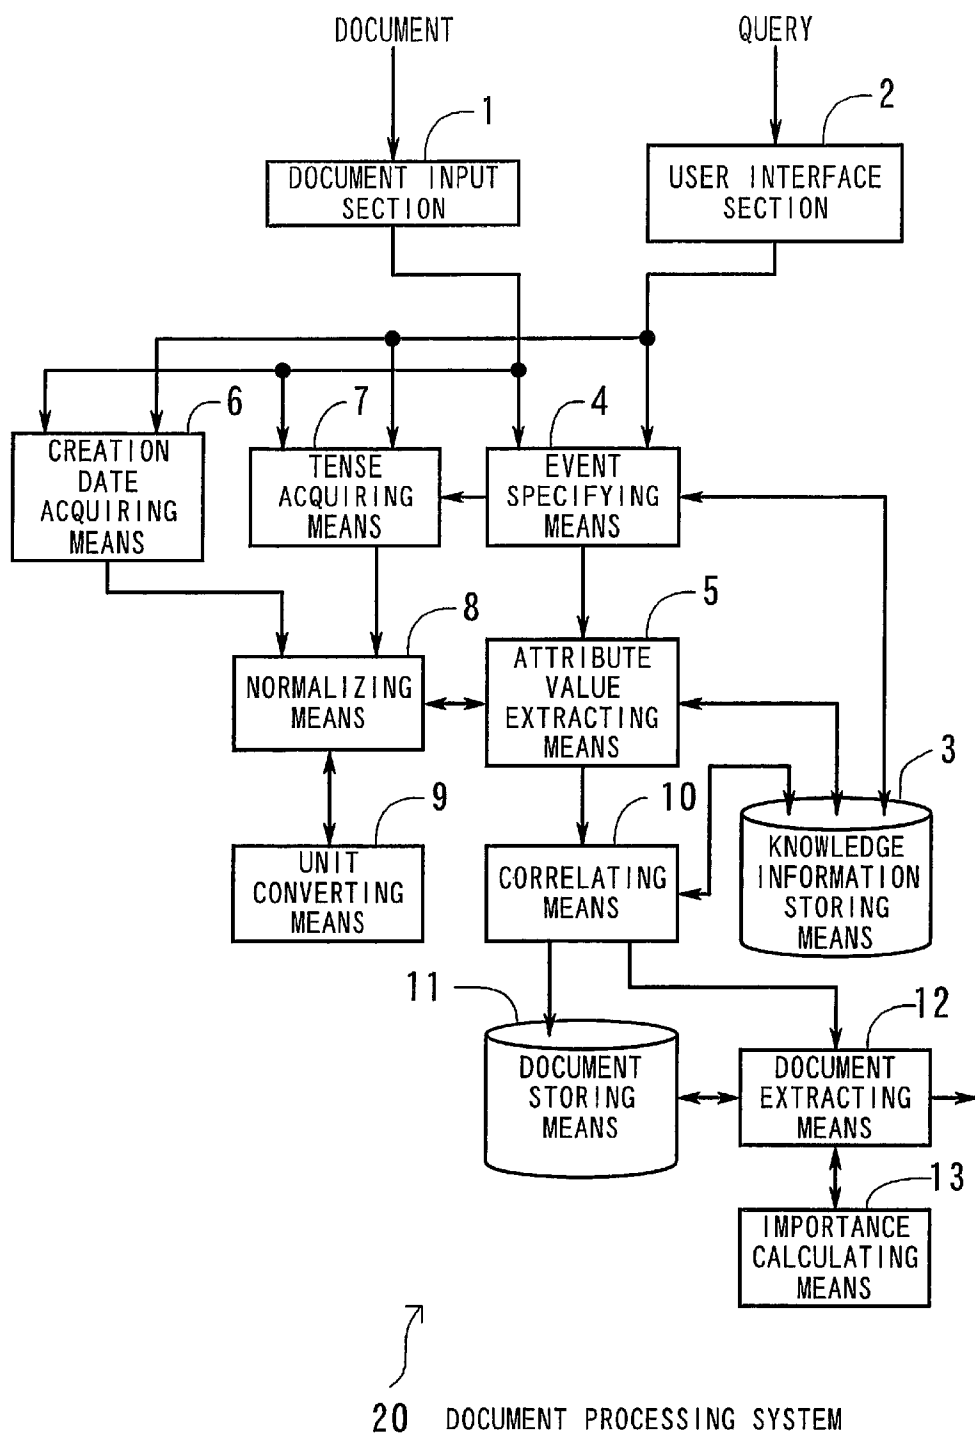 DOCUMENT
QUERY
1
2
DOCUMENT INPUT
SECTION
USER INTERFACE
SECTION
6
7
4
CREATION
DATE
ACQUIRING
MEANS
TENSE
ACQUIRING
MEANS
EVENT
SPECIFYING
MEANS
8
5
NORMALIZING
MEANS
ATTRIBUTE
VALUE
EXTRACTING
MEANS
9
10
3
UNIT
CONVERTING
MEANS
CORRELATING
MEANS
KNOWLEDGE
INFORMATION
STORING
MEANS
11
12
DOCUMENT
STORING
MEANS
DOCUMENT
EXTRACTING
MEANS
13
IMPORTANCE
CALCULATING
MEANS
20 DOCUMENT PROCESSING SYSTEM